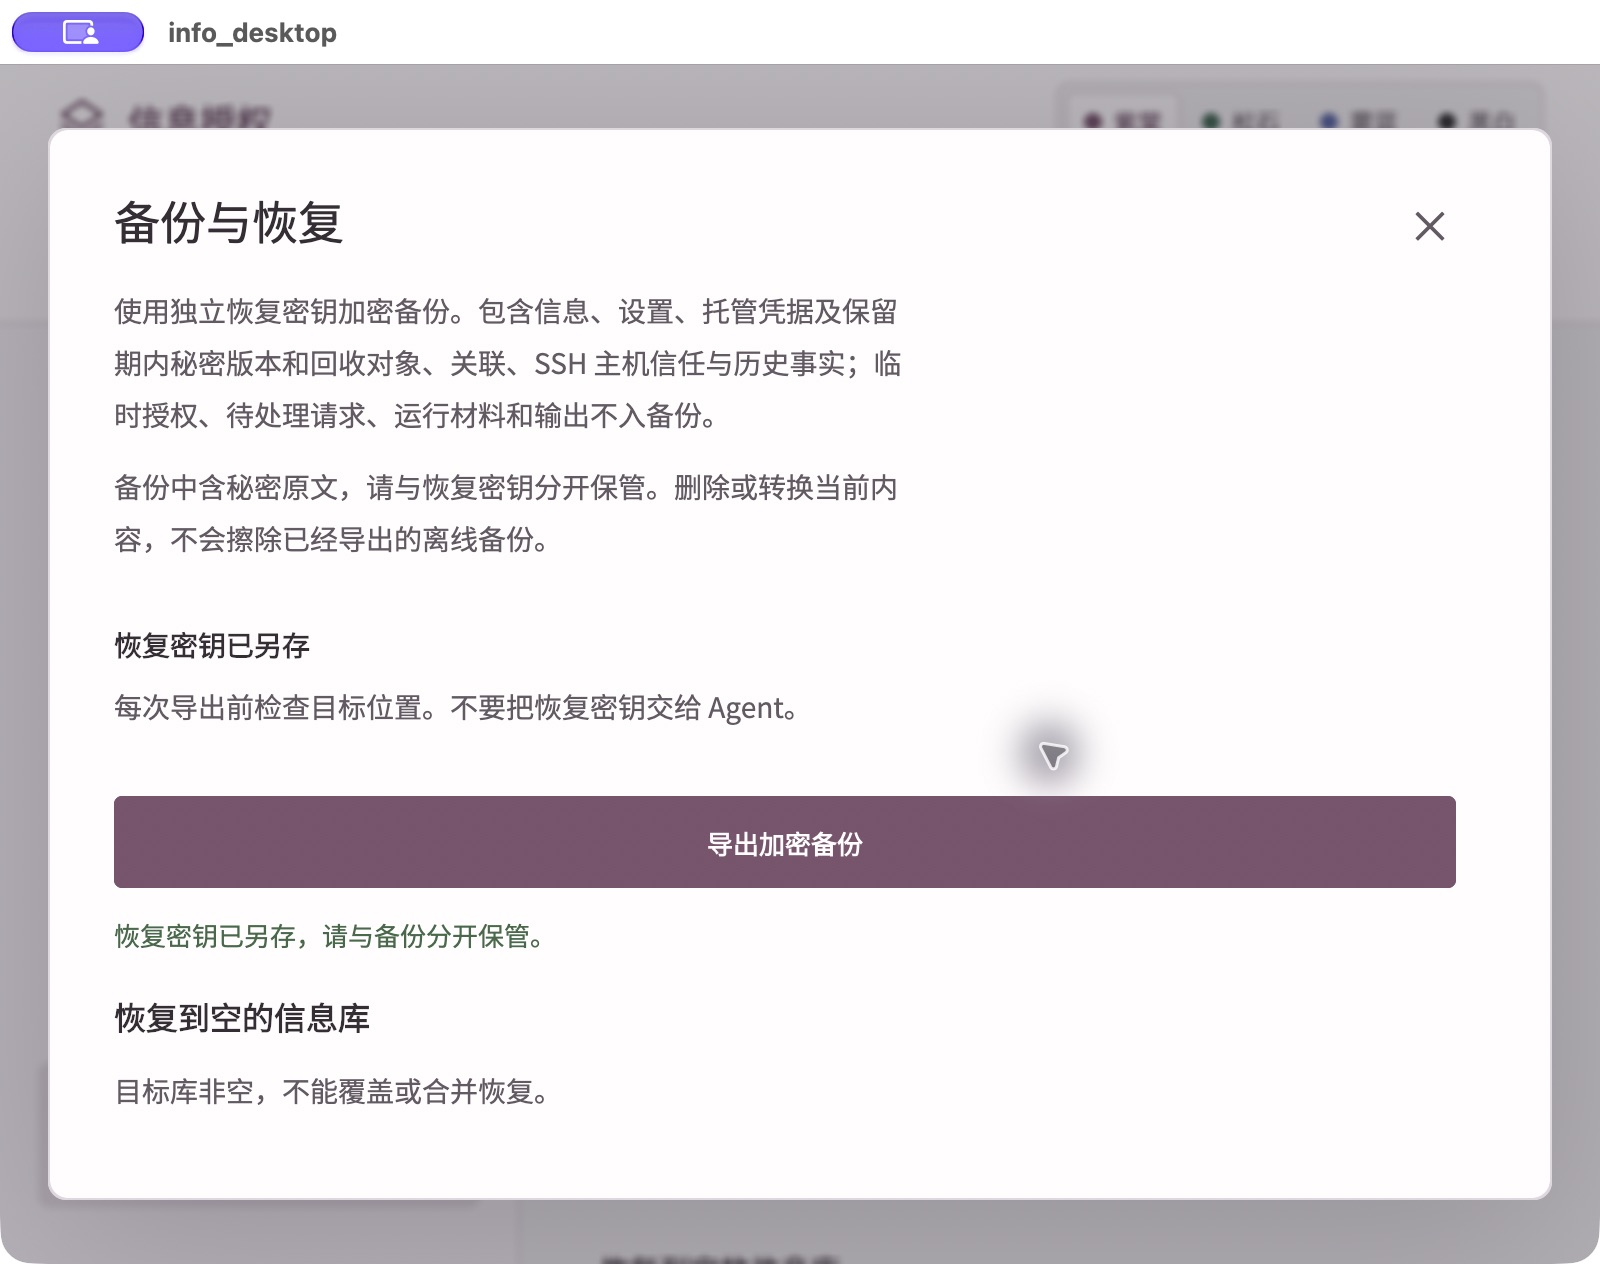 info_desktop
信息授权
备份与恢复
使用独立恢复密钥加密备份。包含信息、设置、托管凭据及保留
期内秘密版本和回收对象、关联、SSH 主机信任与历史事实；临
时授权、待处理请求、运行材料和输出不入备份。
备份中含秘密原文，请与恢复密钥分开保管。删除或转换当前内
容，不会擦除已经导出的离线备份。
恢复密钥已另存
每次导出前检查目标位置。不要把恢复密钥交给 Agent。
导出加密备份
恢复密钥已另存，请与备份分开保管。
恢复到空的信息库
目标库非空，不能覆盖或合并恢复。